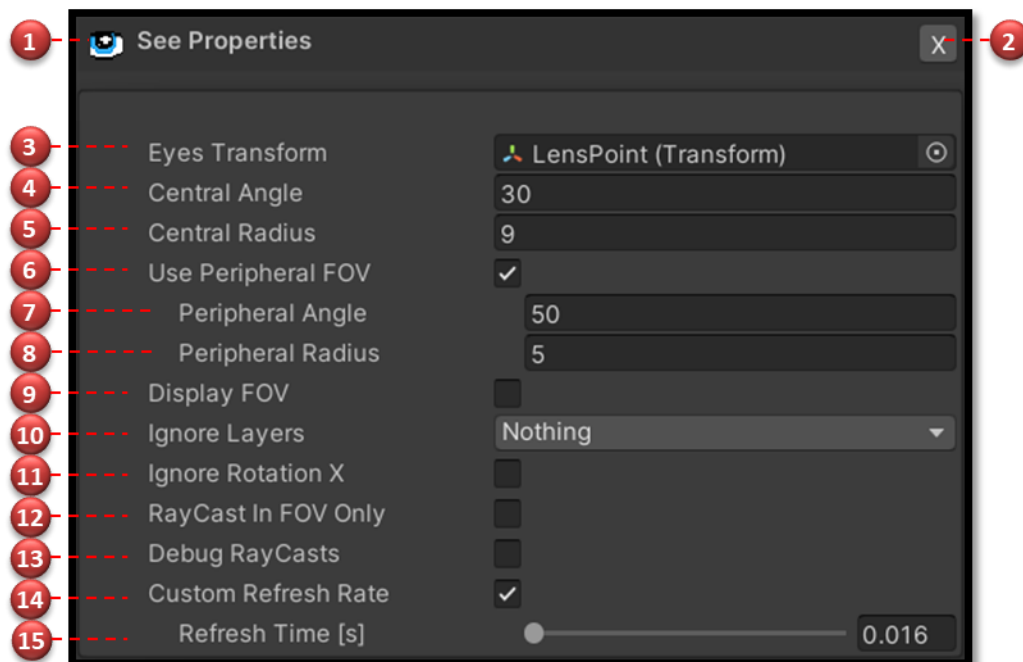 1 See Properties X 2
3 Eyes Transform LensPoint (Transform)
4 Central Angle 30
5 Central Radius 9
6 Use Peripheral FOV
7 Peripheral Angle 50
8 Peripheral Radius 5
9 Display FOV
10 Ignore Layers Nothing
11 Ignore Rotation X
12 RayCast In FOV Only
13 Debug RayCasts
14 Custom Refresh Rate
15 Refresh Time [s] 0.016